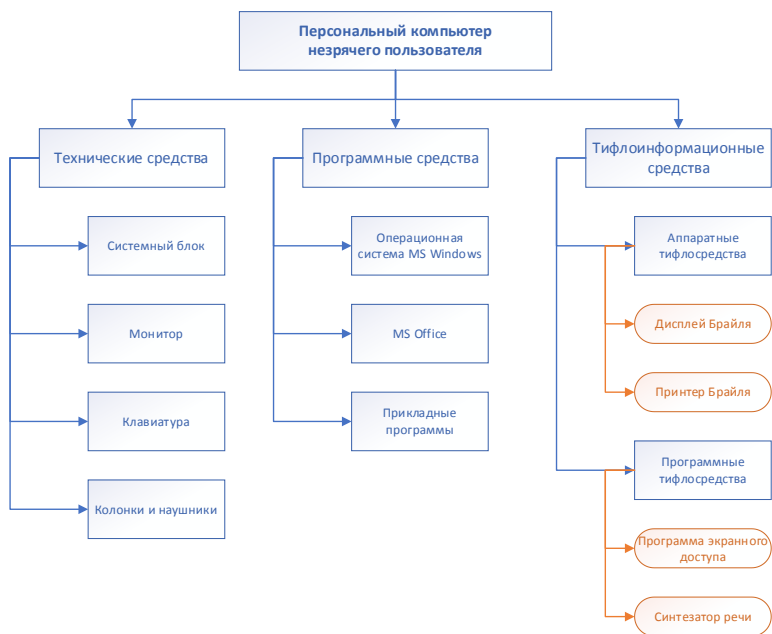 Персональный компьютер
незрячего пользователя
Технические средства
Системный блок
Монитор
Клавиатура
Колонки и наушники
Программные средства
Операционная
система MS Windows
MS Office
Прикладные
программы
Тифлоинформационные
средства
Аппаратные
тифлосредства
Дисплей Брайля
Принтер Брайля
Программные
тифлосредства
Программа экранного
доступа
Синтезатор речи